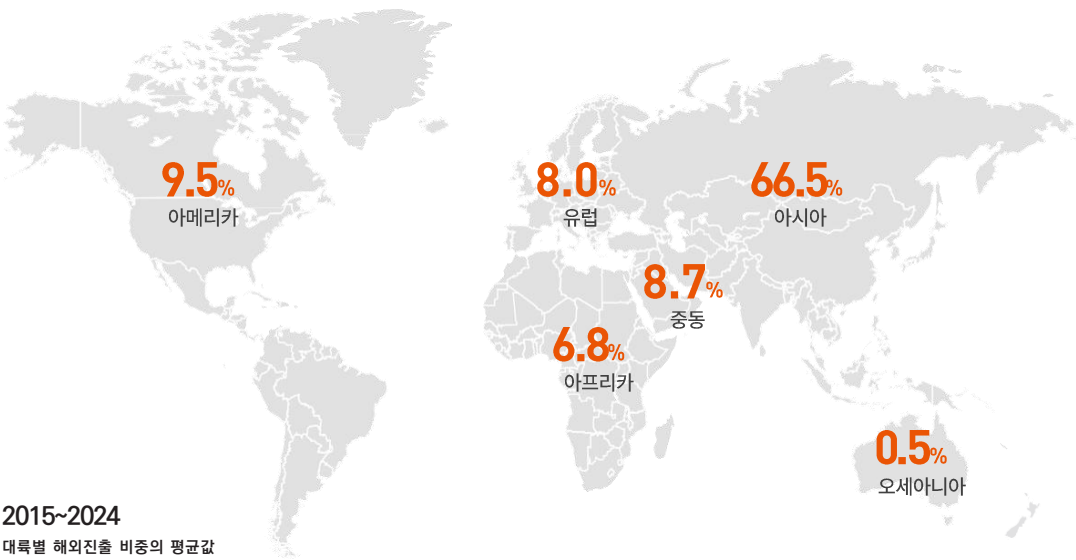 9.5%
아메리카
8.0%
유럽
66.5%
아시아
8.7%
중동
6.8%
아프리카
0.5%
오세아니아
2015~2024
대륙별 해외진출 비중의 평균값